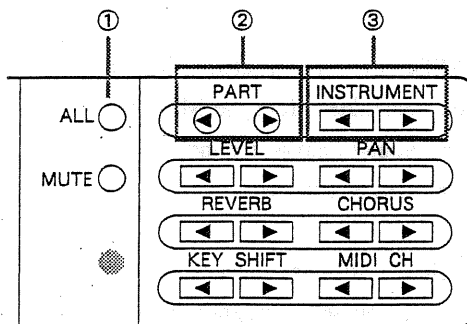 ① ② ③
PART INSTRUMENT
ALL
LEVEL PAN
MUTE
REVERB CHORUS
KEY SHIFT MIDI CH